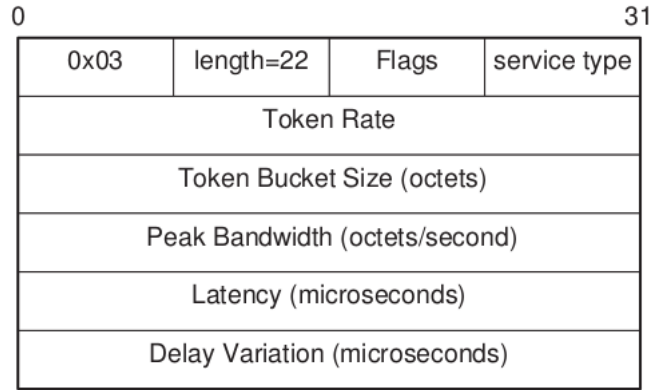 0 31
0x03 length=22 Flags service type
Token Rate
Token Bucket Size (octets)
Peak Bandwidth (octets/second)
Latency (microseconds)
Delay Variation (microseconds)